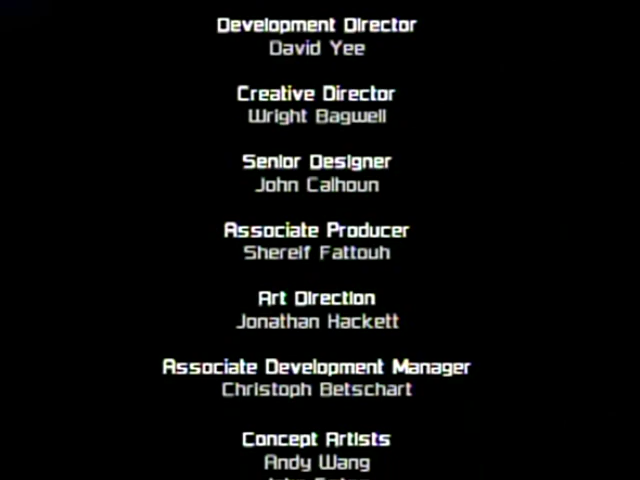 Development Director
David Yee
Creative Director
Wright Bagwell
Senior Designer
John Calhoun
Associate Producer
Shereif Fattouh
Art Direction
Jonathan Hackett
Associate Development Manager
Christoph Betschart
Concept Artists
Andy Wang